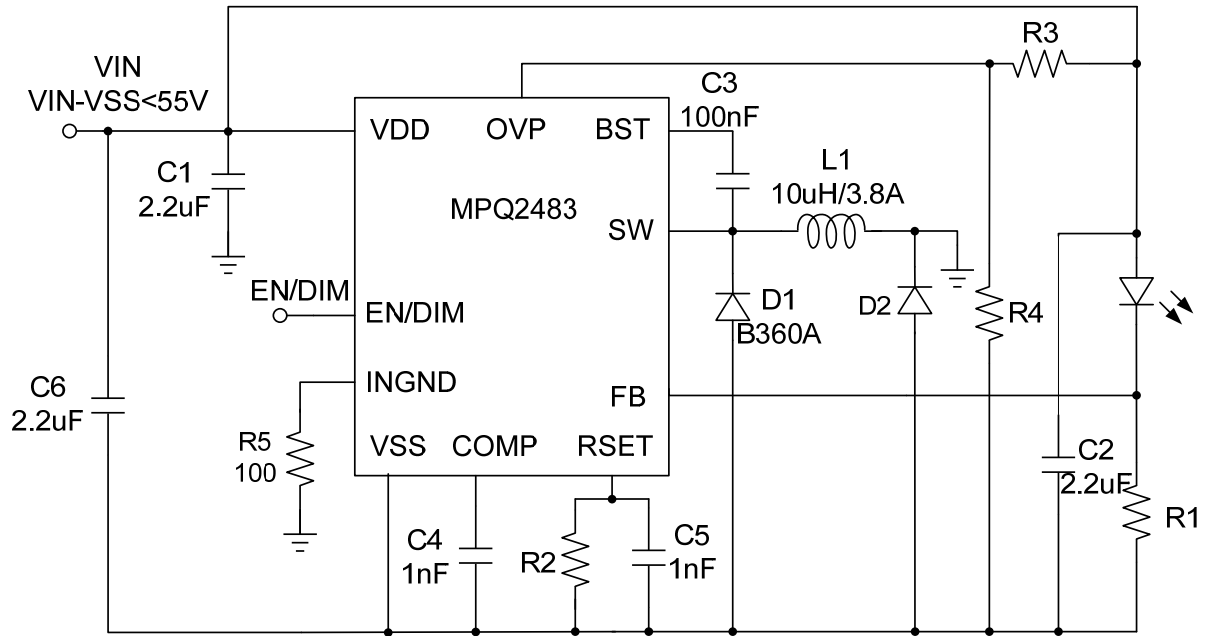 VIN
VIN-VSS<55V
C1
2.2uF
C6
2.2uF
EN/DIM
R5
100
VDD
OVP
BST
MPQ2483
SW
EN/DIM
INGND
FB
VSS
COMP
RSET
C3
100nF
L1
10uH/3.8A
D1
B360A
D2
R3
R4
C4
1nF
R2
C5
1nF
C2
2.2uF
R1